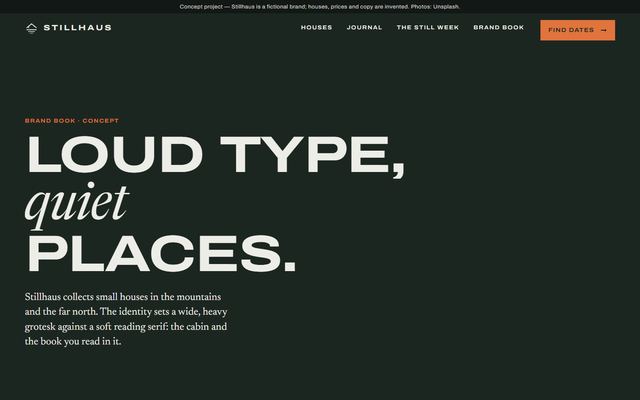 Concept project — Stillhaus is a fictional brand; houses, prices and copy are invented. Photos: Unsplash.
STILLHAUS
HOUSES
JOURNAL
THE STILL WEEK
BRAND BOOK
FIND DATES →
BRAND BOOK · CONCEPT
LOUD TYPE,
quiet
PLACES.
Stillhaus collects small houses in the mountains
and the far north. The identity sets a wide, heavy
grotesk against a soft reading serif: the cabin and
the book you read in it.